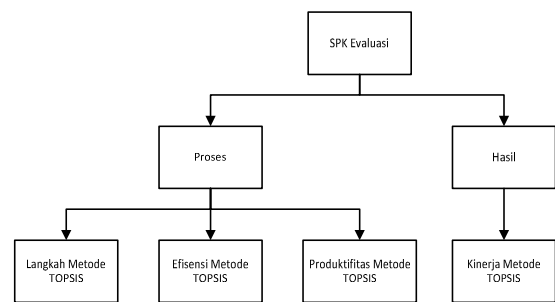 SPK Evaluasi
Proses
Hasil
Langkah Metode
TOPSIS
Efisensi Metode
TOPSIS
Produktifitas Metode
TOPSIS
Kinerja Metode
TOPSIS